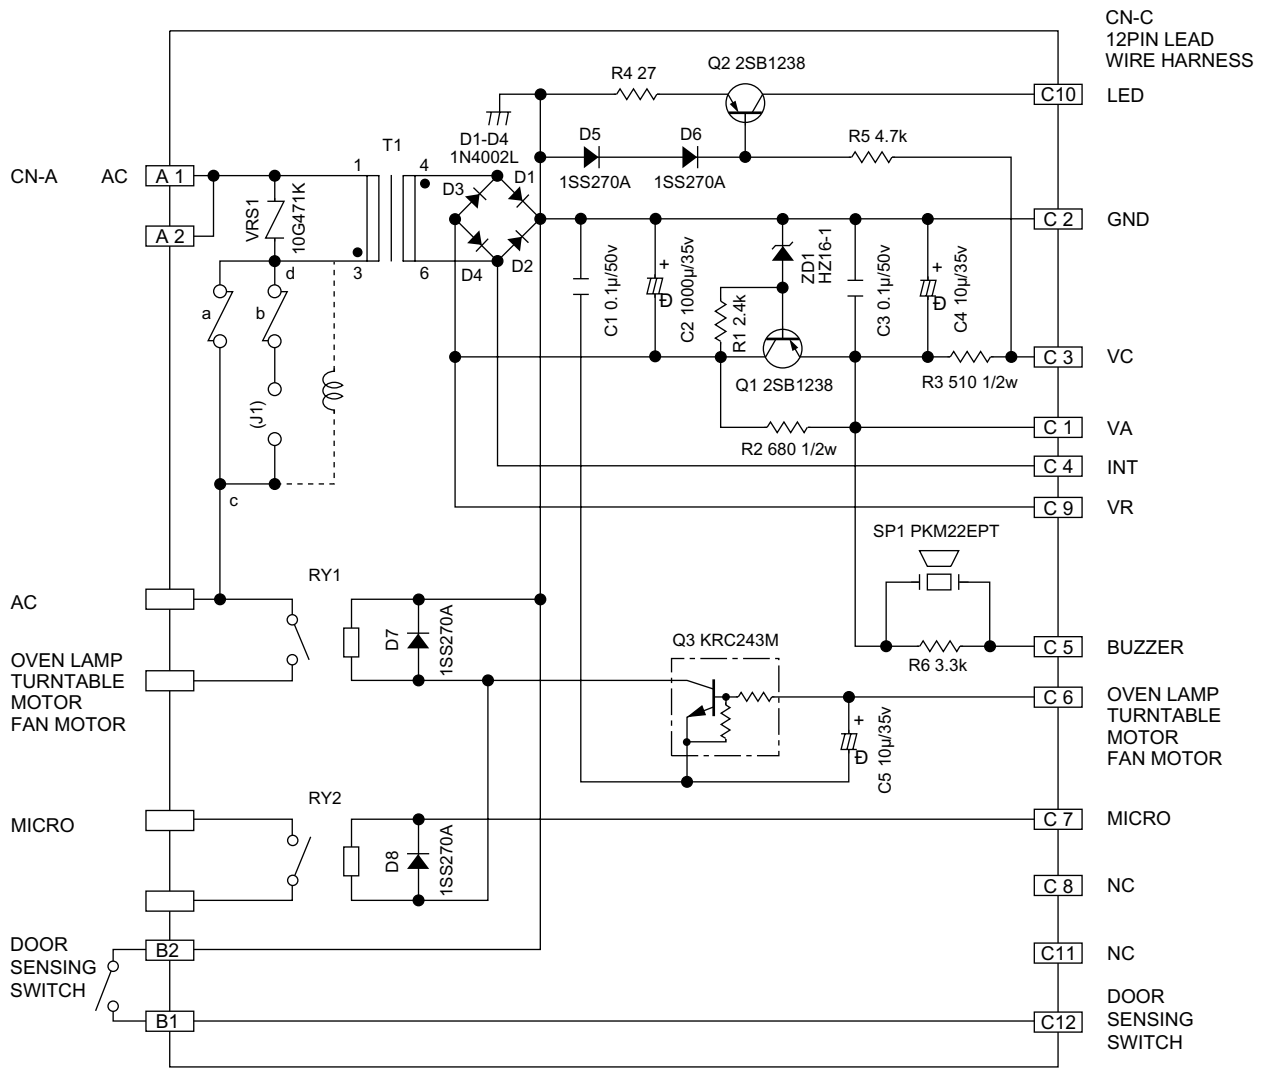 CN-C
12PIN LEAD
WIRE HARNESS
Q2 2SB1238
R4 27
C10 LED
D5
D6
R5 4.7k
D1-D4
1N4002L
T1
1SS270A
1SS270A
CN-A AC A 1
1
4
D3
D1
VRS1
10G471K
A 2
C 2 GND
3
6
D4
D2
d
a
b
C1 0.1µ/50v
+
Đ
C2 1000µ/35v
ZD1
HZ16-1
R1 2.4k
C3 0.1µ/50v
+
Đ
C4 10µ/35v
C 3 VC
Q1 2SB1238
R3 510 1/2w
(J1)
C 1 VA
R2 680 1/2w
C 4 INT
c
C 9 VR
SP1 PKM22EPT
RY1
AC
D7
1SS270A
Q3 KRC243M
C 5 BUZZER
R6 3.3k
OVEN LAMP
TURNTABLE
MOTOR
FAN MOTOR
C 6
OVEN LAMP
TURNTABLE
MOTOR
FAN MOTOR
+
Đ
C5 10µ/35v
RY2
MICRO
D8
1SS270A
C 7 MICRO
C 8 NC
DOOR
SENSING
SWITCH
B2
C11 NC
B1
C12
DOOR
SENSING
SWITCH